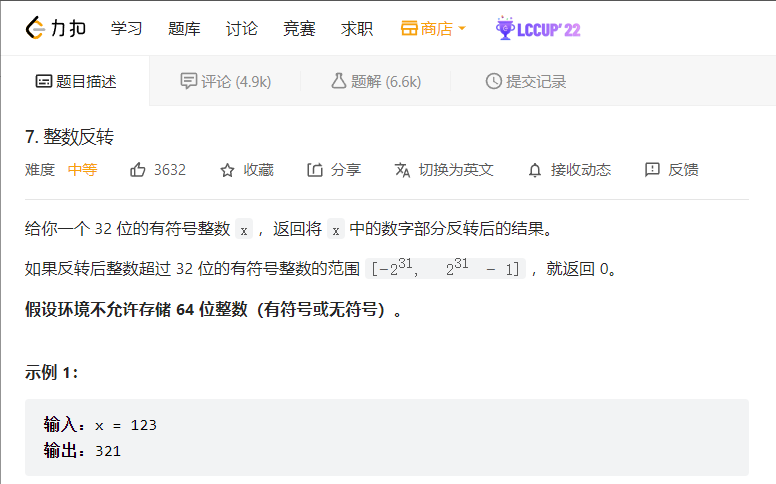 力扣 学习 题库 讨论 竞赛 求职 商店 LCCUP' 22
题目描述 评论 (4.9k) 题解 (6.6k) 提交记录
7. 整数反转
难度 中等 3632 收藏 分享 切换为英文 接收动态 反馈
给你一个 32 位的有符号整数 x ，返回将 x 中的数字部分反转后的结果。
如果反转后整数超过 32 位的有符号整数的范围 [−2³¹, 2³¹ − 1] ，就返回 0。
假设环境不允许存储 64 位整数（有符号或无符号）。
示例 1：
输入：x = 123
输出：321